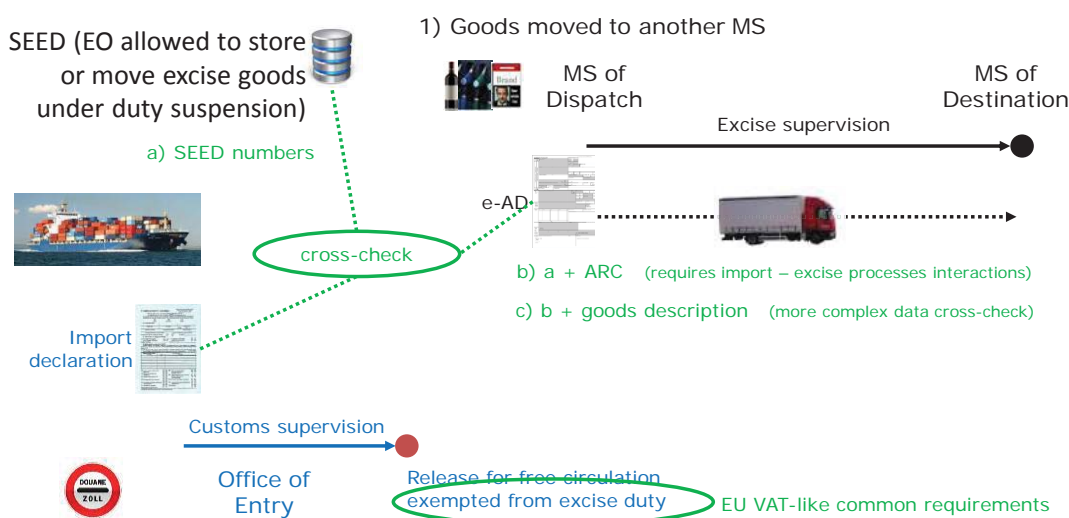 1) Goods moved to another MS
SEED (EO allowed to store
or move excise goods
under duty suspension)
a) SEED numbers
Brand
MS of
Dispatch
MS of
Destination
Excise supervision
e-AD
cross-check
b) a + ARC (requires import – excise processes interactions)
c) b + goods description (more complex data cross-check)
Import
declaration
Customs supervision
DOUANE
ZOLL
Office of
Entry
Release for free circulation
exempted from excise duty
EU VAT-like common requirements